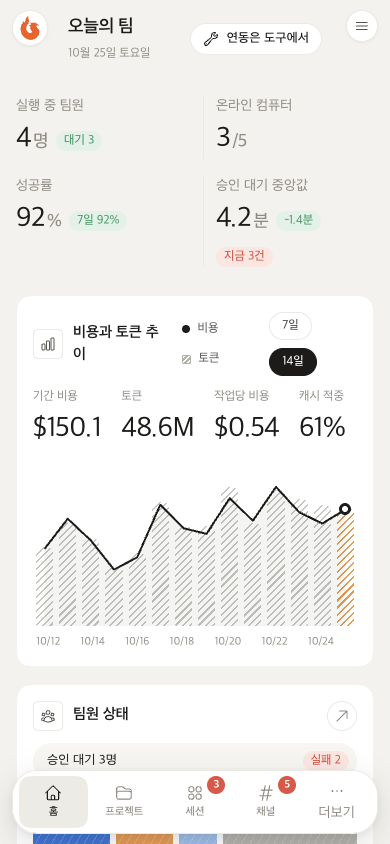 오늘의 팀
10월 25일 토요일
연동은 도구에서
실행 중 팀원
4명 대기 3
온라인 컴퓨터
3/5
성공률
92% 7일 92%
승인 대기 중앙값
4.2분 -1.4분
지금 3건
비용과 토큰 추
이
비용
토큰
7일
14일
기간 비용
$150.1
토큰
48.6M
작업당 비용
$0.54
캐시 적중
61%
10/12 10/14 10/16 10/18 10/20 10/22 10/24
팀원 상태
승인 대기 3명 실패 2
홈
프로젝트
3
세션
5
채널
더보기